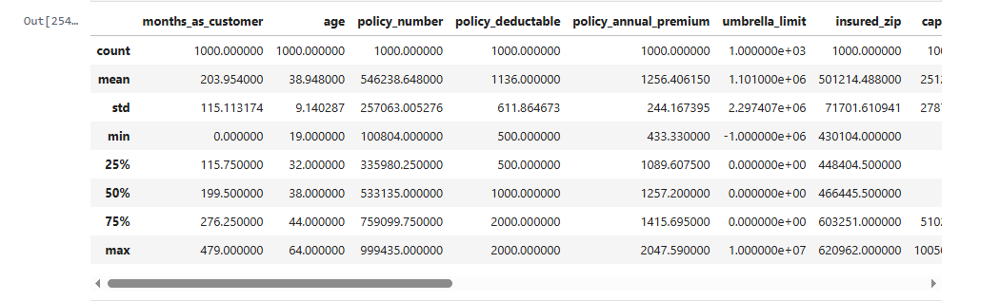 Out[254…
months_as_customer age policy_number policy_deductable policy_annual_premium umbrella_limit insured_zip cap
count 1000.000000 1000.000000 1000.000000 1000.000000 1000.000000 1.000000e+03 1000.000000 10
mean 203.954000 38.948000 546238.648000 1136.000000 1256.406150 1.101000e+06 501214.488000 251
std 115.113174 9.140287 257063.005276 611.864673 244.167395 2.297407e+06 71701.610941 278
min 0.000000 19.000000 100804.000000 500.000000 433.330000 -1.000000e+06 430104.000000
25% 115.750000 32.000000 335980.250000 500.000000 1089.607500 0.000000e+00 448404.500000
50% 199.500000 38.000000 533135.000000 1000.000000 1257.200000 0.000000e+00 466445.500000
75% 276.250000 44.000000 759099.750000 2000.000000 1415.695000 0.000000e+00 603251.000000 510
max 479.000000 64.000000 999435.000000 2000.000000 2047.590000 1.000000e+07 620962.000000 1005